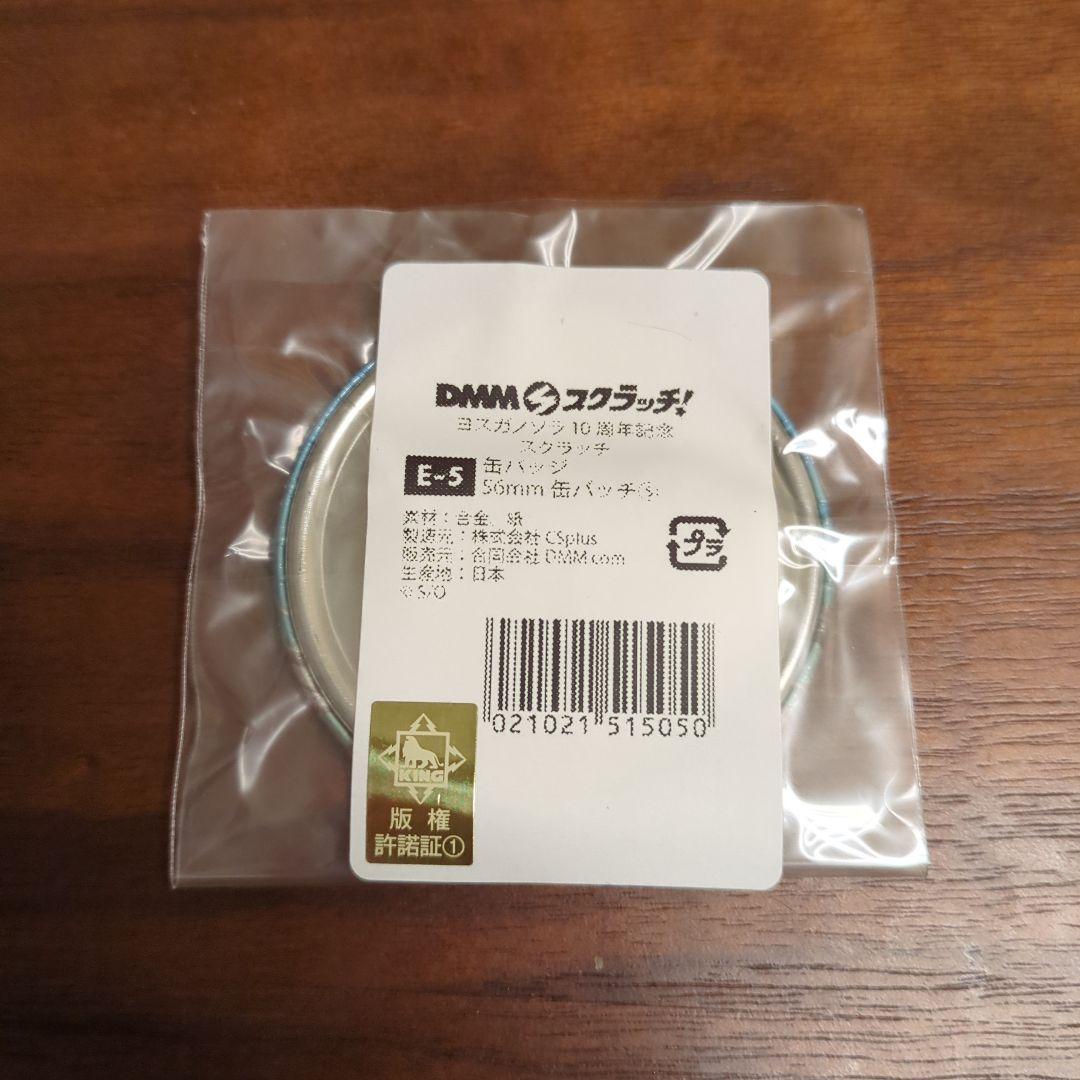 DMMスクラッチ!
ヨスガノソラ 10 周年記念
スクラッチ
E-5
缶バッジ
56mm 缶バッチ⑤
素材：合金、紙
製造元：株式会社 CSplus
販売元：合同会社 DMM.com
生産地：日本
©S/O
プラ
021021 515050
KING
版権
許諾証①